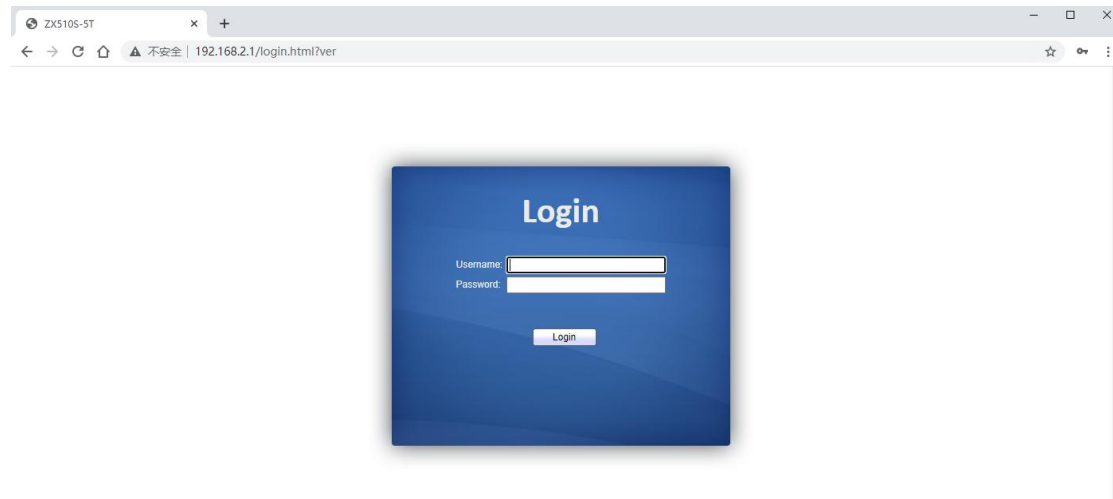 ZX510S-5T
不安全 | 192.168.2.1/login.html?ver
Login
Username:
Password:
Login